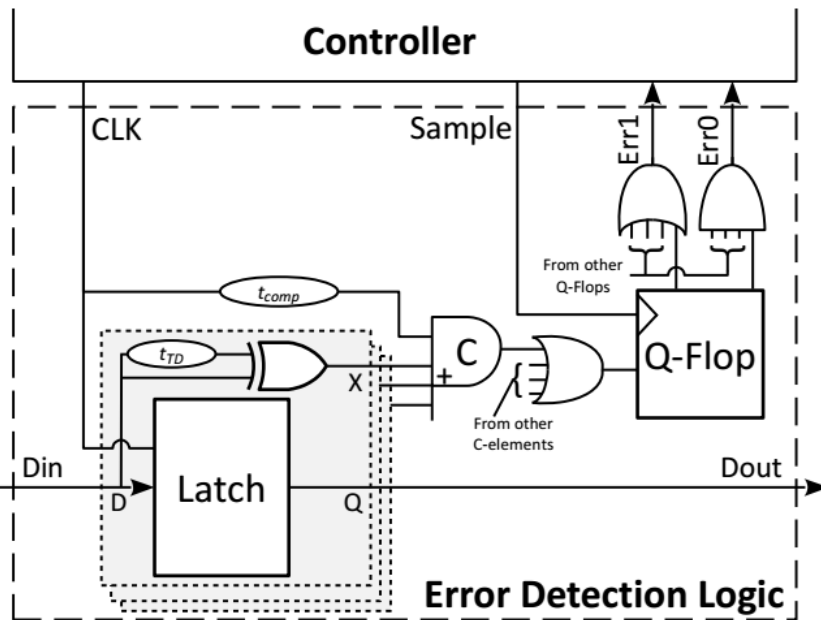 Controller
CLK
Sample
Err1
Err0
From other
Q-Flops
t_comp
t_TD
X
C
+
Q-Flop
From other
C-elements
Din
D
Latch
Q
Dout
Error Detection Logic